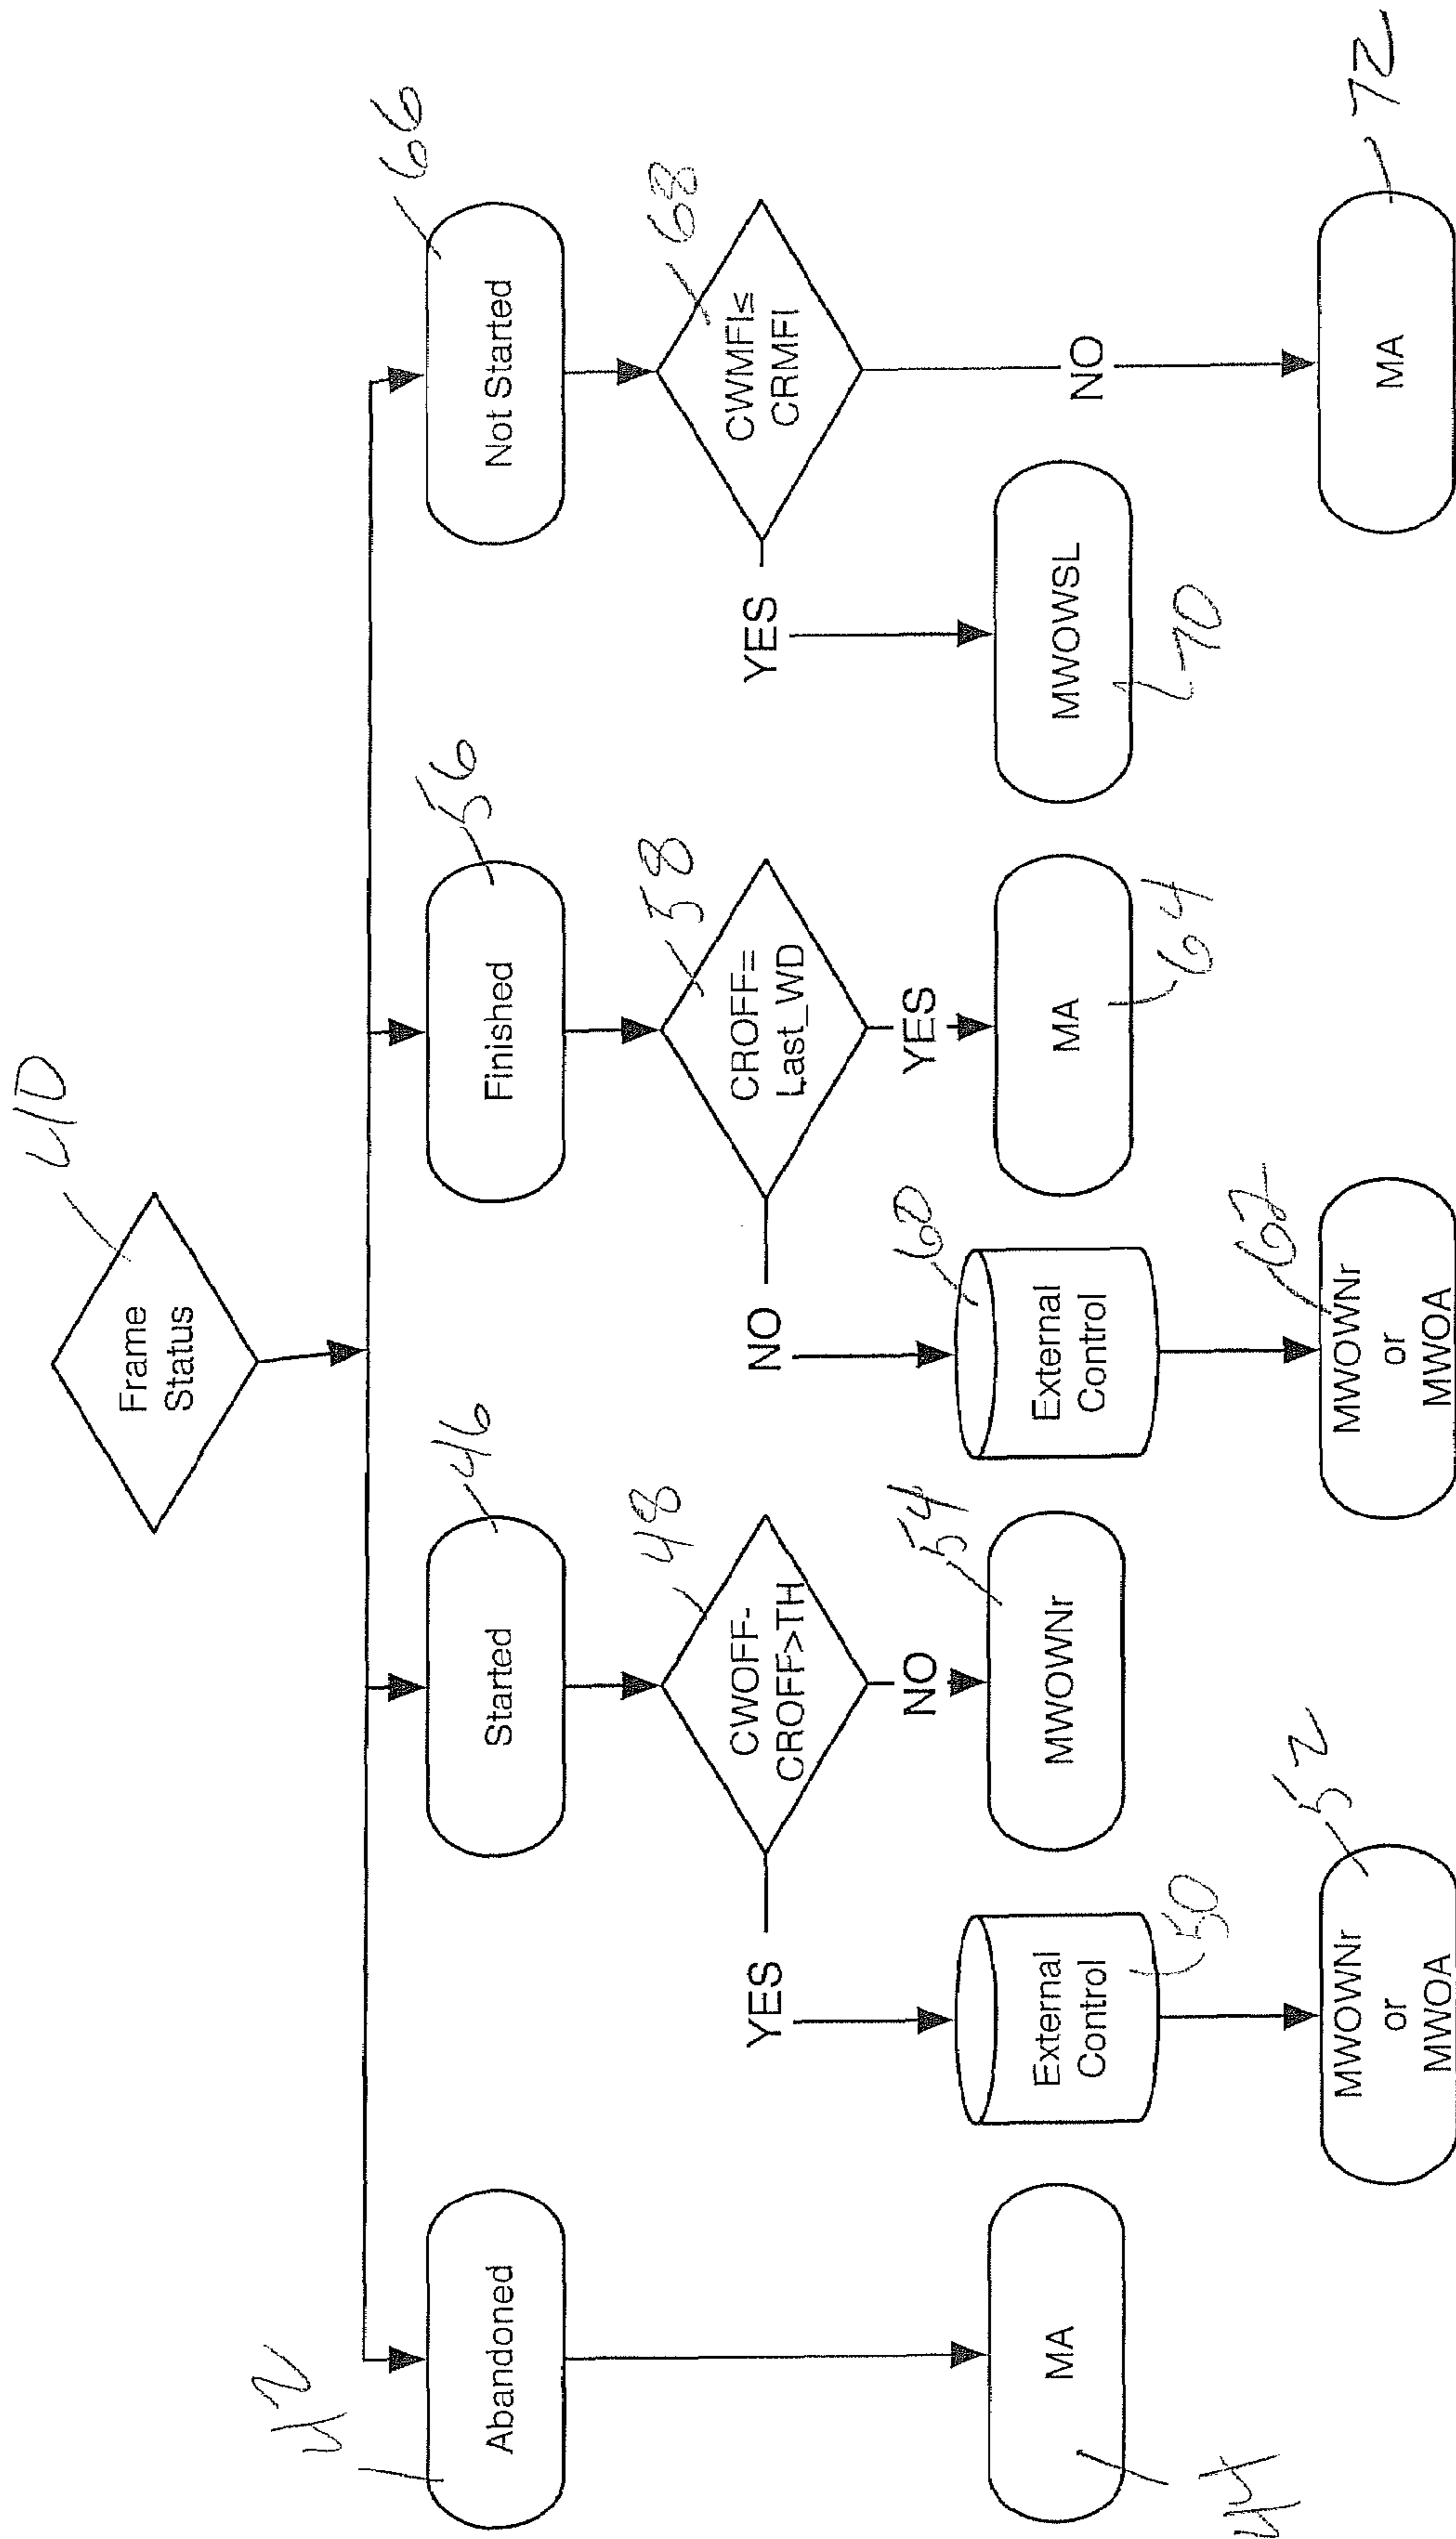 40
Frame
Status
42
Abandoned
46
Started
56
Finished
66
Not Started
48
CWOFF-
CROFF>TH
58
CROFF=
Last_WD
68
CWMFI≤
CRMFI
YES
NO
NO
YES
YES
NO
44
MA
50
External
Control
54
MWOWNr
60
External
Control
64
MA
70
MWOWSL
52
MWOWNr
or
MWOA
62
MWOWNr
or
MWOA
72
MA